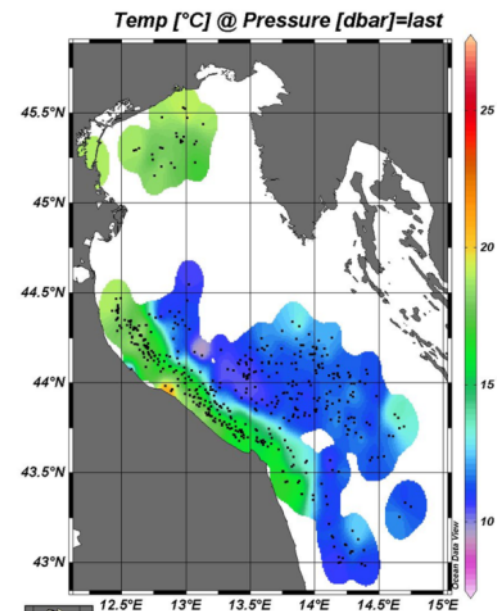 Temp [°C] @ Pressure [dbar]=last
45.5°N
45°N
44.5°N
44°N
43.5°N
43°N
12.5°E 13°E 13.5°E 14°E 14.5°E 15°E
25
20
15
10
Ocean Data View